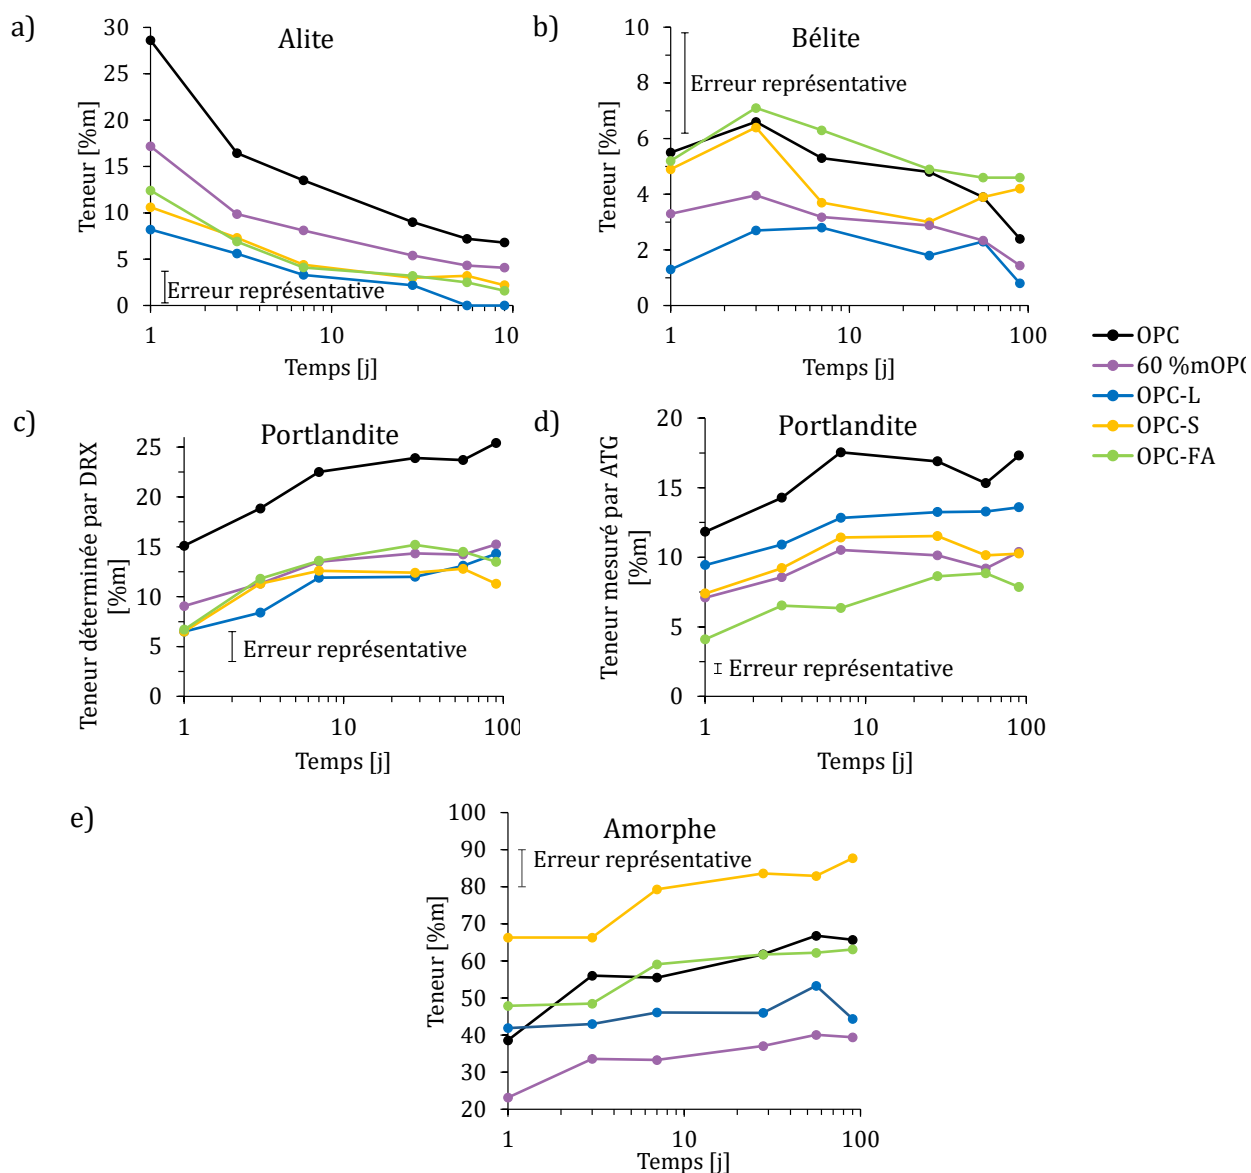 a)
Alite
30
25
20
15
10
5
0
Teneur [%m]
Erreur représentative
1
10
10
Temps [j]
b)
Bélite
10
8
6
4
2
0
Teneur [%m]
Erreur représentative
1
10
100
Temps [j]
OPC
60 %mOPC
OPC-L
OPC-S
OPC-FA
c)
Portlandite
25
20
15
10
5
0
Teneur déterminée par DRX
[%m]
Erreur représentative
1
10
100
Temps [j]
d)
Portlandite
20
15
10
5
0
Teneur mesuré par ATG
[%m]
Erreur représentative
1
10
100
Temps [j]
e)
Amorphe
100
90
80
70
60
50
40
30
20
Teneur [%m]
Erreur représentative
1
10
100
Temps [j]